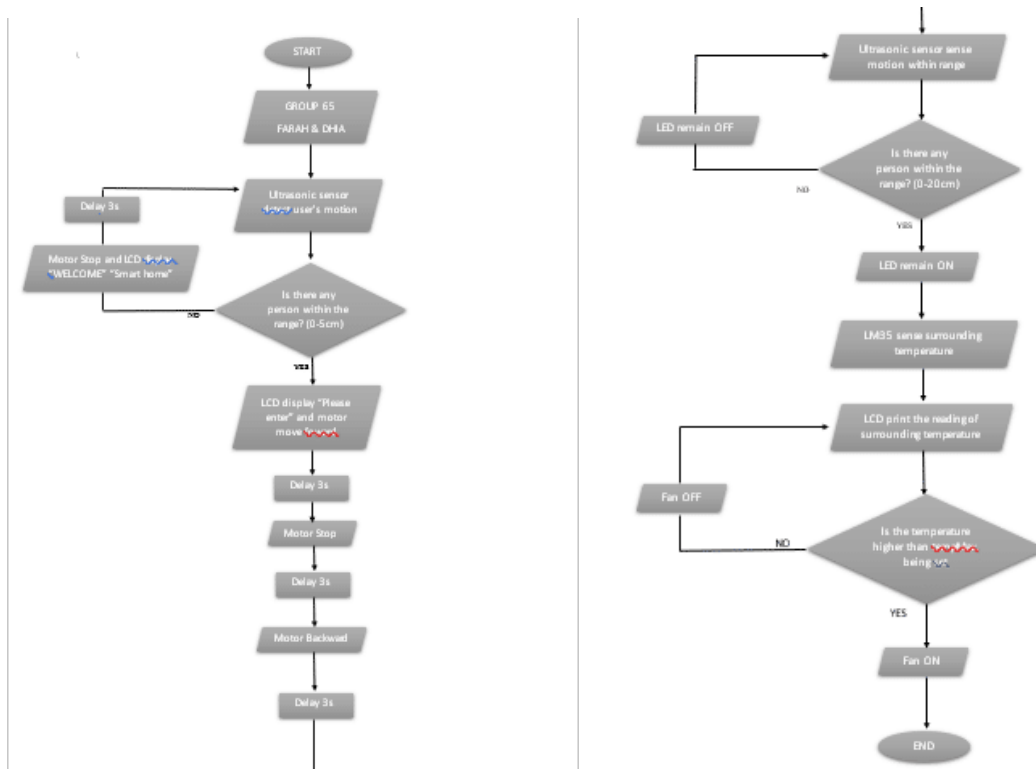 START
GROUP 65
FARAH & DHIA
Ultrasonic sensor
user's motion
Delay 3s
Motor Stop and LCD
"WELCOME" "Smart home"
Is there any
person within the
range? (0-5cm)
NO
YES
LCD display "Please
enter" and motor
move
Delay 3s
Motor Stop
Delay 3s
Motor Backward
Delay 3s
Ultrasonic sensor sense
motion within range
LED remain OFF
Is there any
person within the
range? (0-20cm)
NO
YES
LED remain ON
LM35 sense surrounding
temperature
LCD print the reading of
surrounding temperature
Fan OFF
Is the temperature
higher than
being
NO
YES
Fan ON
END